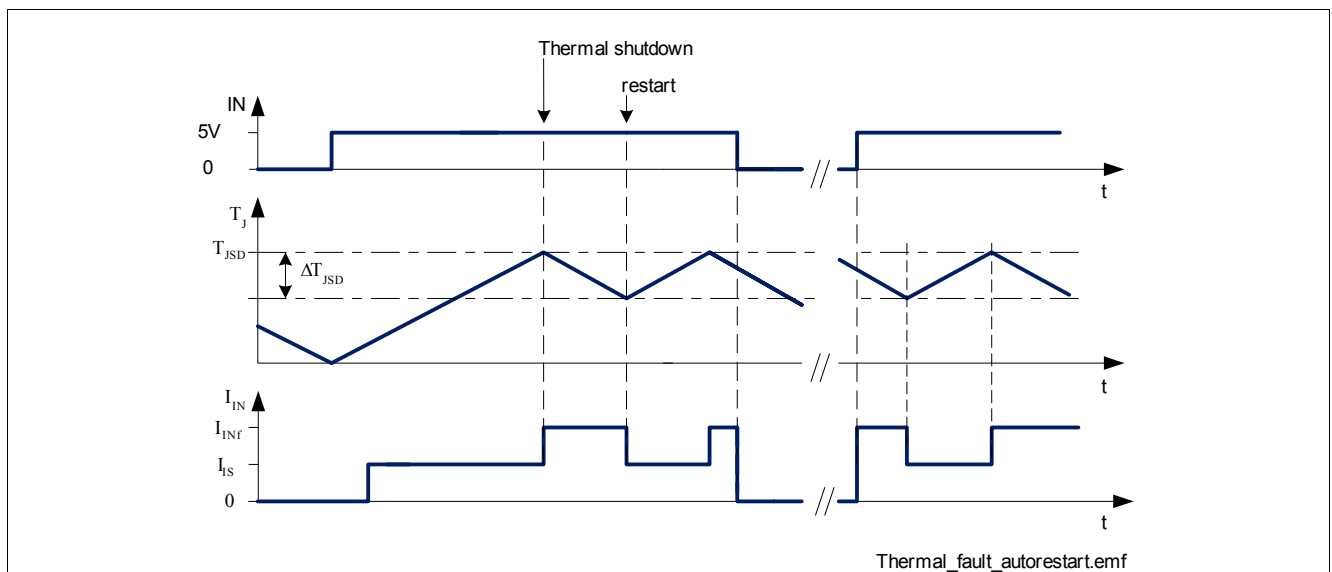 Thermal shutdown
restart
IN
5V
0
t
T_J
T_JSD
ΔT_JSD
t
I_IN
I_INf
I_IS
0
t
Thermal_fault_autorestart.emf